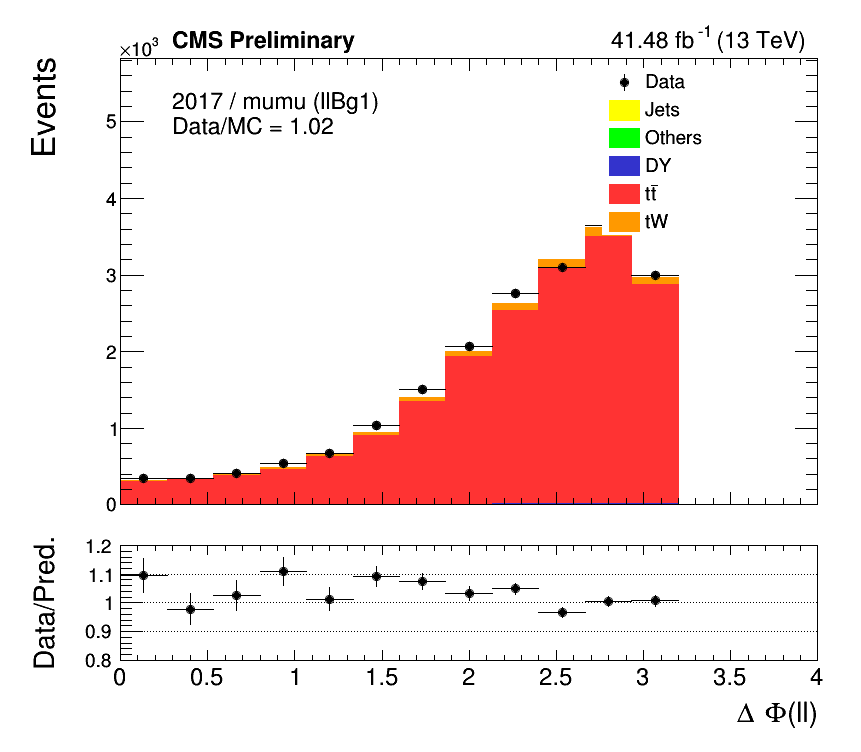 ×10³ CMS Preliminary 41.48 fb⁻¹ (13 TeV)
Events
2017 / mumu (llBg1)
Data/MC = 1.02
Data
Jets
Others
DY
tt̄
tW
5
4
3
2
1
0
Data/Pred.
1.2
1.1
1
0.9
0.8
0 0.5 1 1.5 2 2.5 3 3.5 4
Δ Φ(ll)